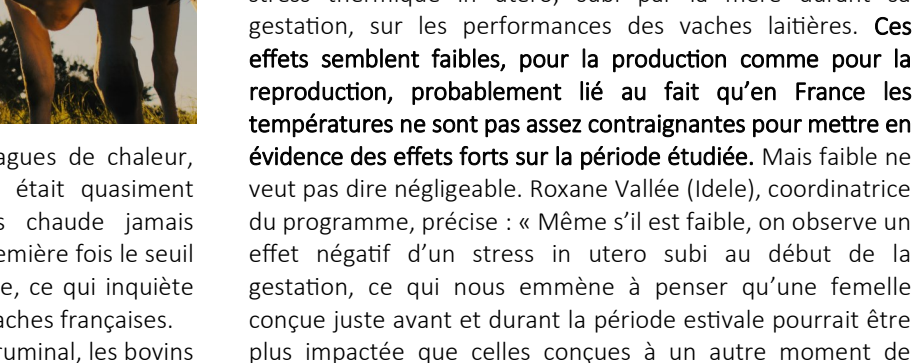 agues de chaleur,
était quasiment
s chaude jamais
emière fois le seuil
e, ce qui inquiète
aches françaises.
ruminal, les bovins
stress thermique in utero, subi par la mère durant sa
gestation, sur les performances des vaches laitières. Ces
effets semblent faibles, pour la production comme pour la
reproduction, probablement lié au fait qu’en France les
températures ne sont pas assez contraignantes pour mettre en
évidence des effets forts sur la période étudiée. Mais faible ne
veut pas dire négligeable. Roxane Vallée (Idele), coordinatrice
du programme, précise : « Même s’il est faible, on observe un
effet négatif d’un stress in utero subi au début de la
gestation, ce qui nous emmène à penser qu’une femelle
conçue juste avant et durant la période estivale pourrait être
plus impactée que celles conçues à un autre moment de